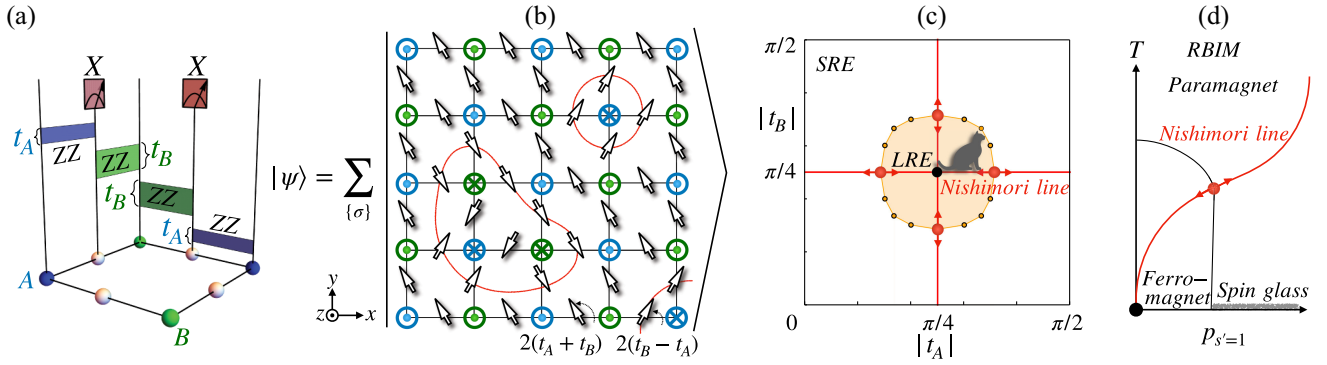 (a)
X
X
t_A{
ZZ
ZZ
}t_B
t_B{
ZZ
t_A{
ZZ
A
B
(b)
|ψ⟩ = ∑
{σ}
y
z
x
2(t_A + t_B)
2(t_B − t_A)
(c)
π/2
SRE
|t_B|
LRE
π/4
Nishimori line
0
π/4
π/2
|t_A|
(d)
T
RBIM
Paramagnet
Nishimori line
Ferro-
magnet
Spin glass
p_{s′=1}